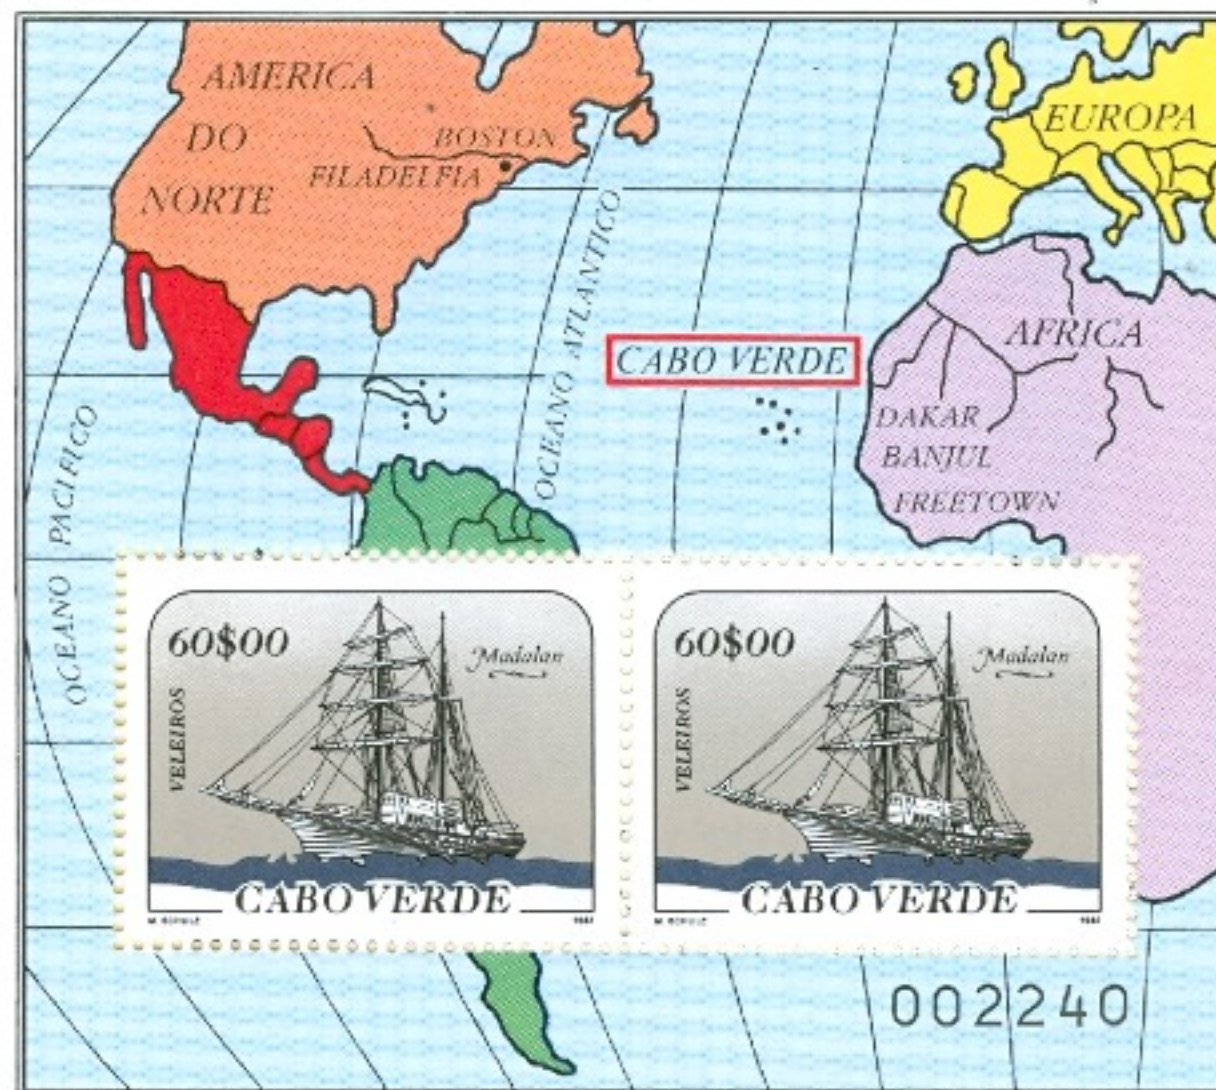 AMERICA
DO
NORTE
BOSTON
FILADELFIA
EUROPA
OCEANO ATLANTICO
CABO VERDE
AFRICA
DAKAR
BANJUL
FREETOWN
OCEANO PACIFICO
60$00
Madalan
VELEIROS
CABO VERDE
60$00
Madalan
VELEIROS
CABO VERDE
002240